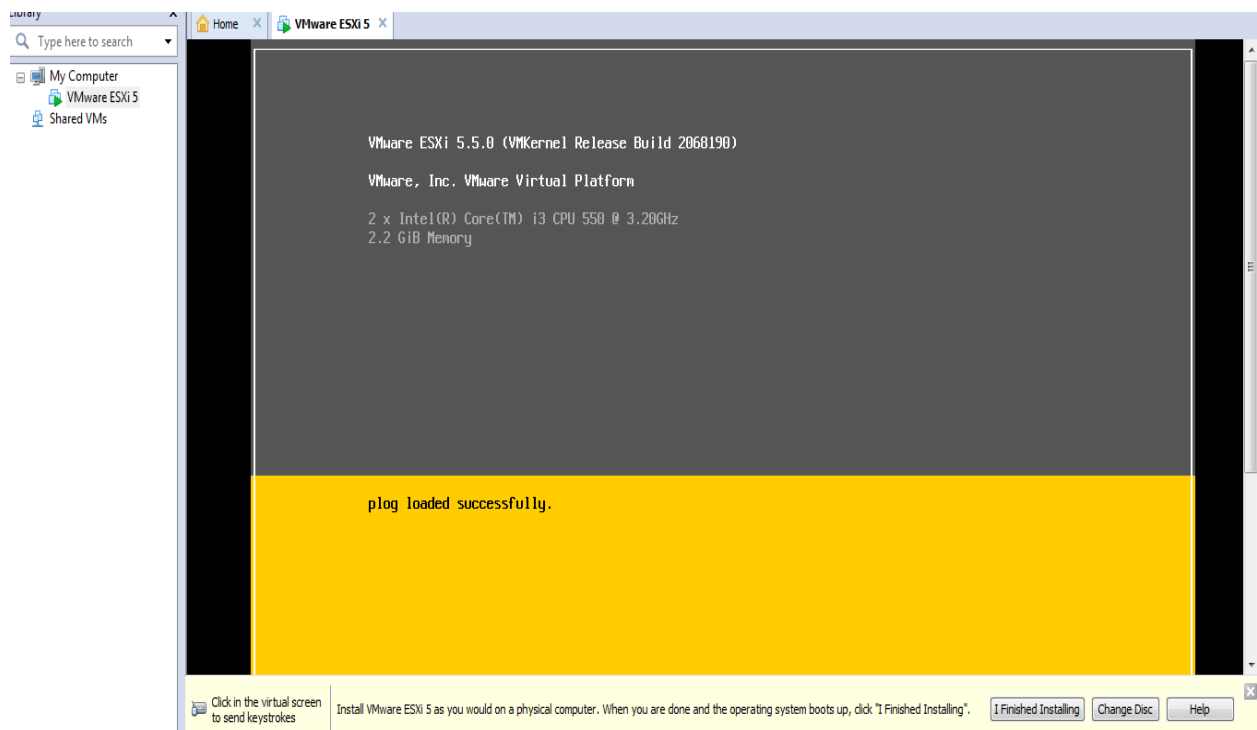 Library
Type here to search
My Computer
VMware ESXi 5
Shared VMs
Home
VMware ESXi 5
VMware ESXi 5.5.0 (VMKernel Release Build 2068190)
VMware, Inc. VMware Virtual Platform
2 x Intel(R) Core(TM) i3 CPU 550 @ 3.20GHz
2.2 GiB Memory
plog loaded successfully.
Click in the virtual screen
to send keystrokes
Install VMware ESXi 5 as you would on a physical computer. When you are done and the operating system boots up, click "I Finished Installing".
I Finished Installing
Change Disc
Help